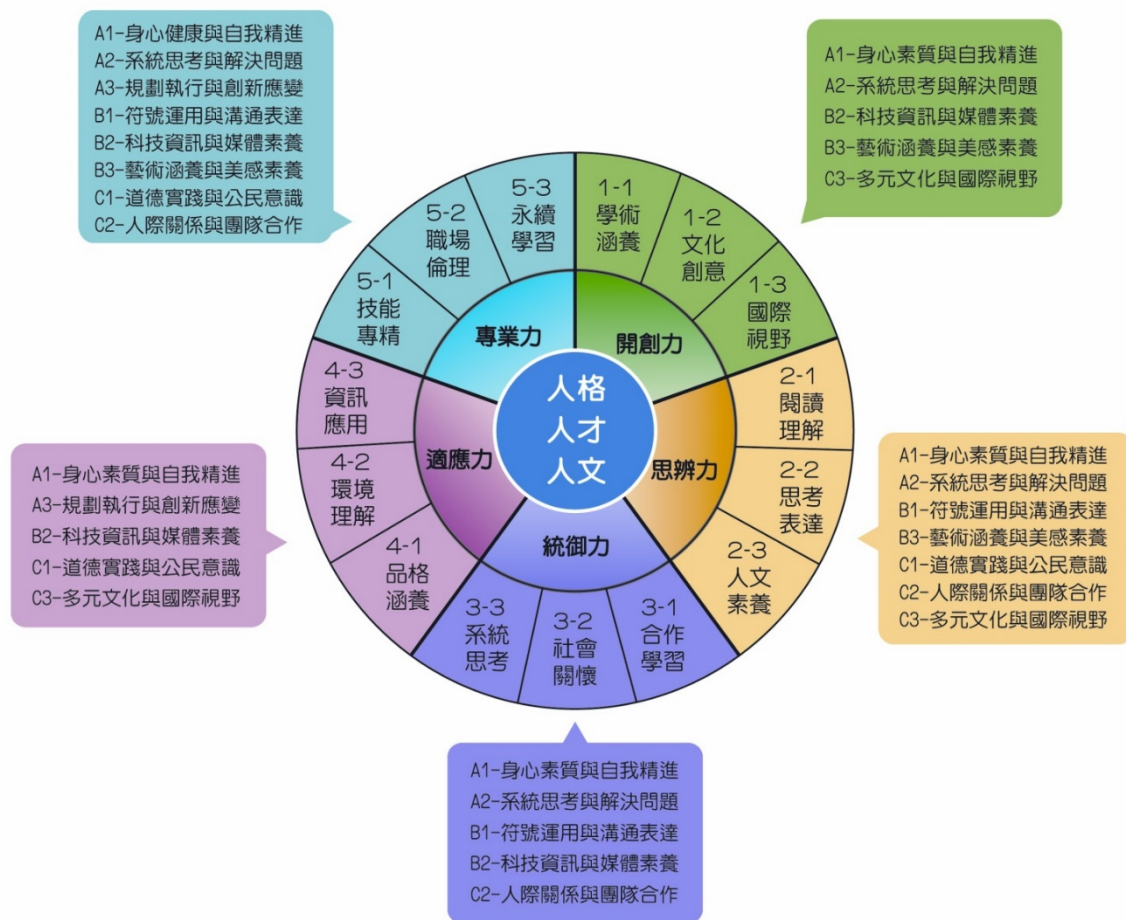 A1-身心健康與自我精進
A2-系統思考與解決問題
A3-規劃執行與創新應變
B1-符號運用與溝通表達
B2-科技資訊與媒體素養
B3-藝術涵養與美感素養
C1-道德實踐與公民意識
C2-人際關係與團隊合作
A1-身心素質與自我精進
A2-系統思考與解決問題
B2-科技資訊與媒體素養
B3-藝術涵養與美感素養
C3-多元文化與國際視野
5-1
技能
專精
5-2
職場
倫理
5-3
永續
學習
1-1
學術
涵養
1-2
文化
創意
1-3
國際
視野
專業力
開創力
人格
人才
人文
適應力
思辨力
統御力
4-3
資訊
應用
4-2
環境
理解
4-1
品格
涵養
2-1
閱讀
理解
2-2
思考
表達
2-3
人文
素養
3-3
系統
思考
3-2
社會
關懷
3-1
合作
學習
A1-身心素質與自我精進
A3-規劃執行與創新應變
B2-科技資訊與媒體素養
C1-道德實踐與公民意識
C3-多元文化與國際視野
A1-身心素質與自我精進
A2-系統思考與解決問題
B1-符號運用與溝通表達
B3-藝術涵養與美感素養
C1-道德實踐與公民意識
C2-人際關係與團隊合作
C3-多元文化與國際視野
A1-身心素質與自我精進
A2-系統思考與解決問題
B1-符號運用與溝通表達
B2-科技資訊與媒體素養
C2-人際關係與團隊合作